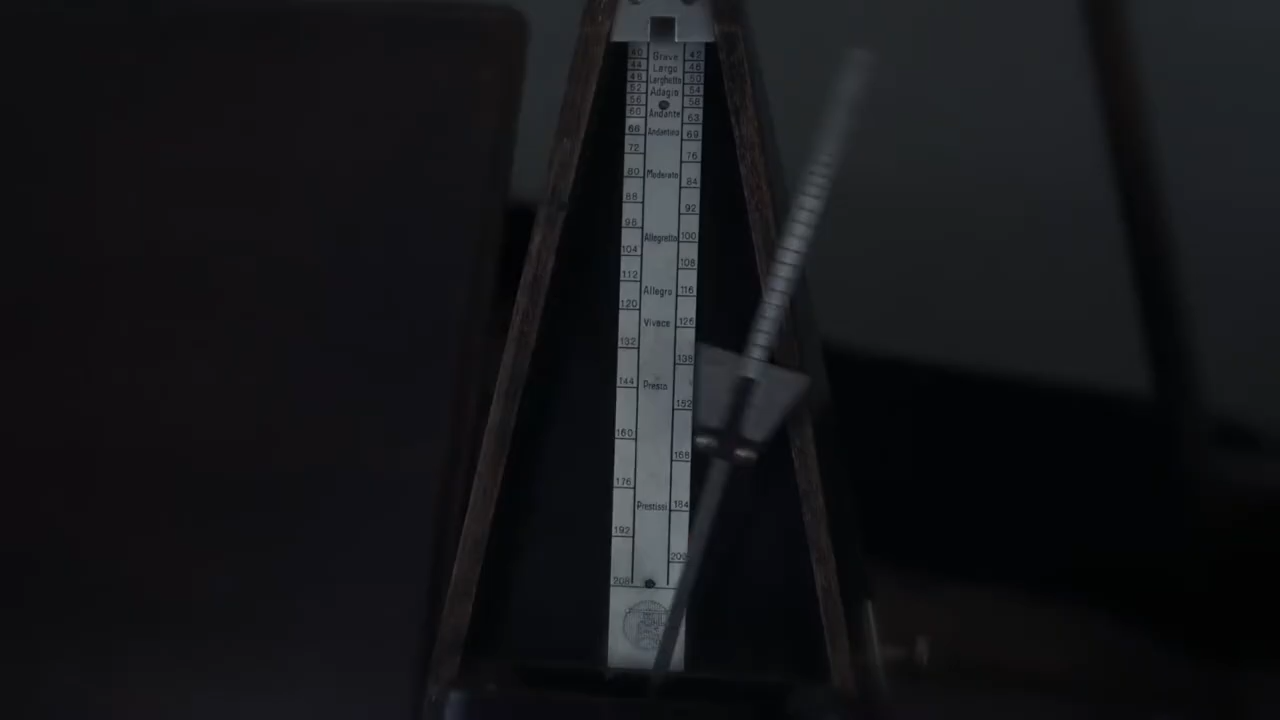 40 Grave 42
44 Largo 46
48 Larghetto 50
52 Adagio 54
56 58
60 Andante 63
66 Andantino 69
72 76
80 Moderato 84
88 92
96 Allegretto 100
104 108
112 Allegro 116
120 Vivace 126
132 138
144 Presto 152
160 168
176 Prestissi 184
192 200
208